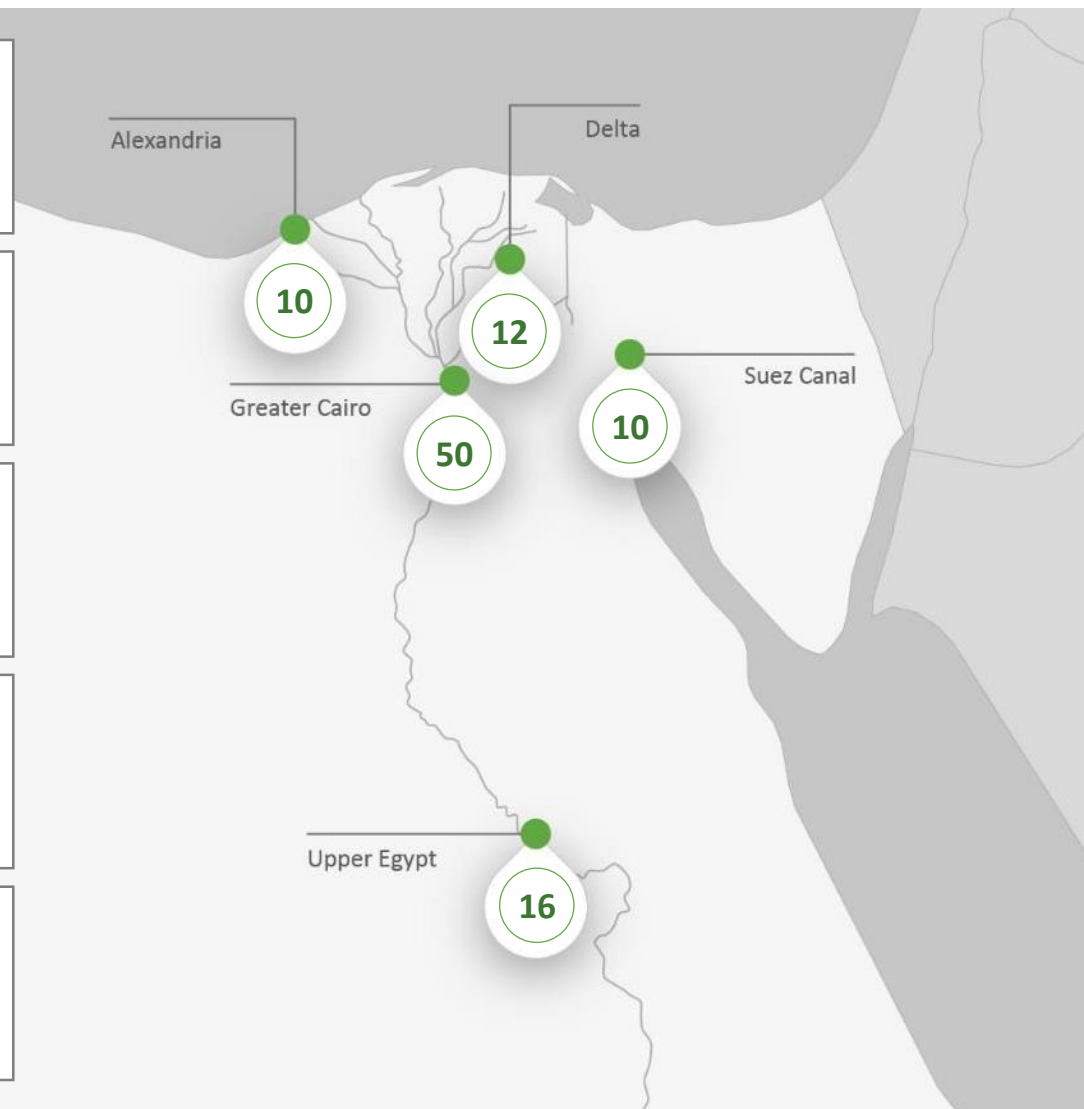 Alexandria
Delta
10
12
Suez Canal
Greater Cairo
10
50
Upper Egypt
16